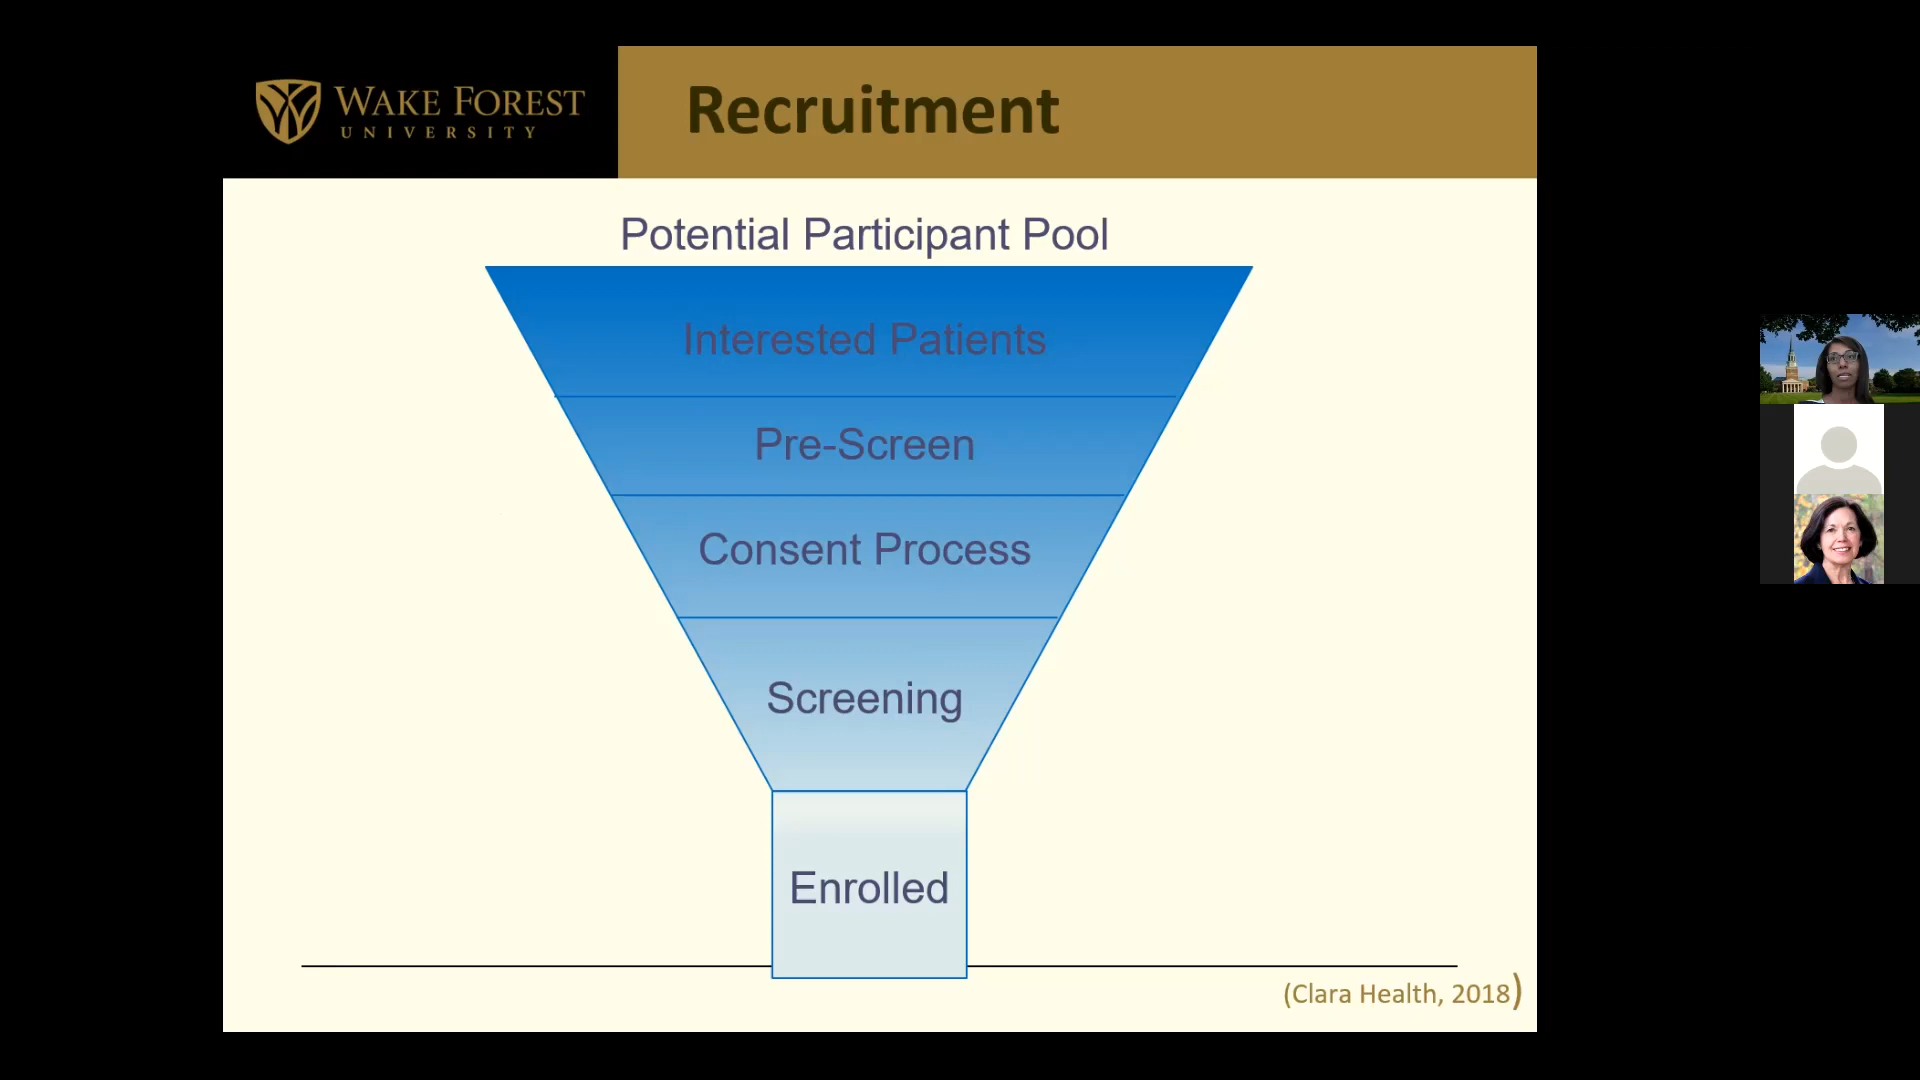 WAKE FOREST
UNIVERSITY
Recruitment
Potential Participant Pool
Interested Patients
Pre-Screen
Consent Process
Screening
Enrolled
(Clara Health, 2018)